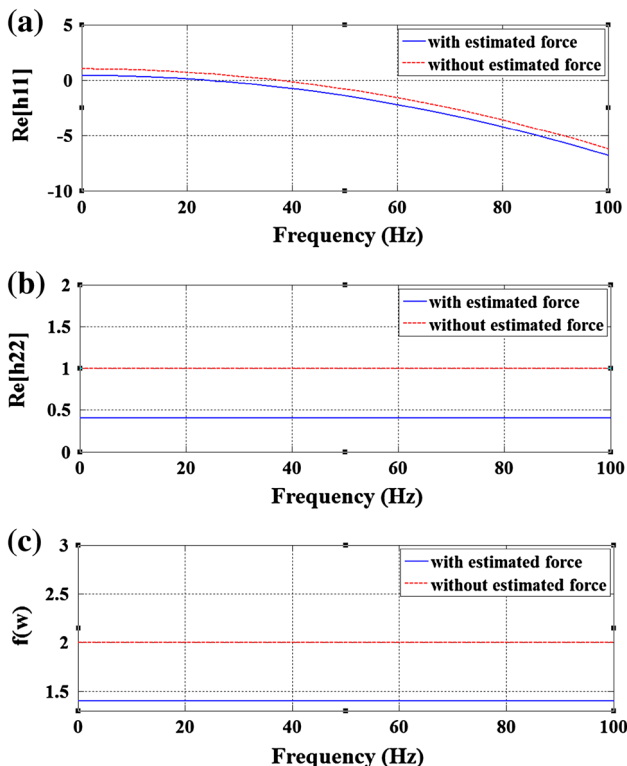 (a)
5
0
-5
-10
Re[h11]
with estimated force
without estimated force
0 20 40 60 80 100
Frequency (Hz)
(b)
2
1.5
1
0.5
0
Re[h22]
with estimated force
without estimated force
0 20 40 60 80 100
Frequency (Hz)
(c)
3
2.5
2
1.5
f(w)
with estimated force
without estimated force
0 20 40 60 80 100
Frequency (Hz)